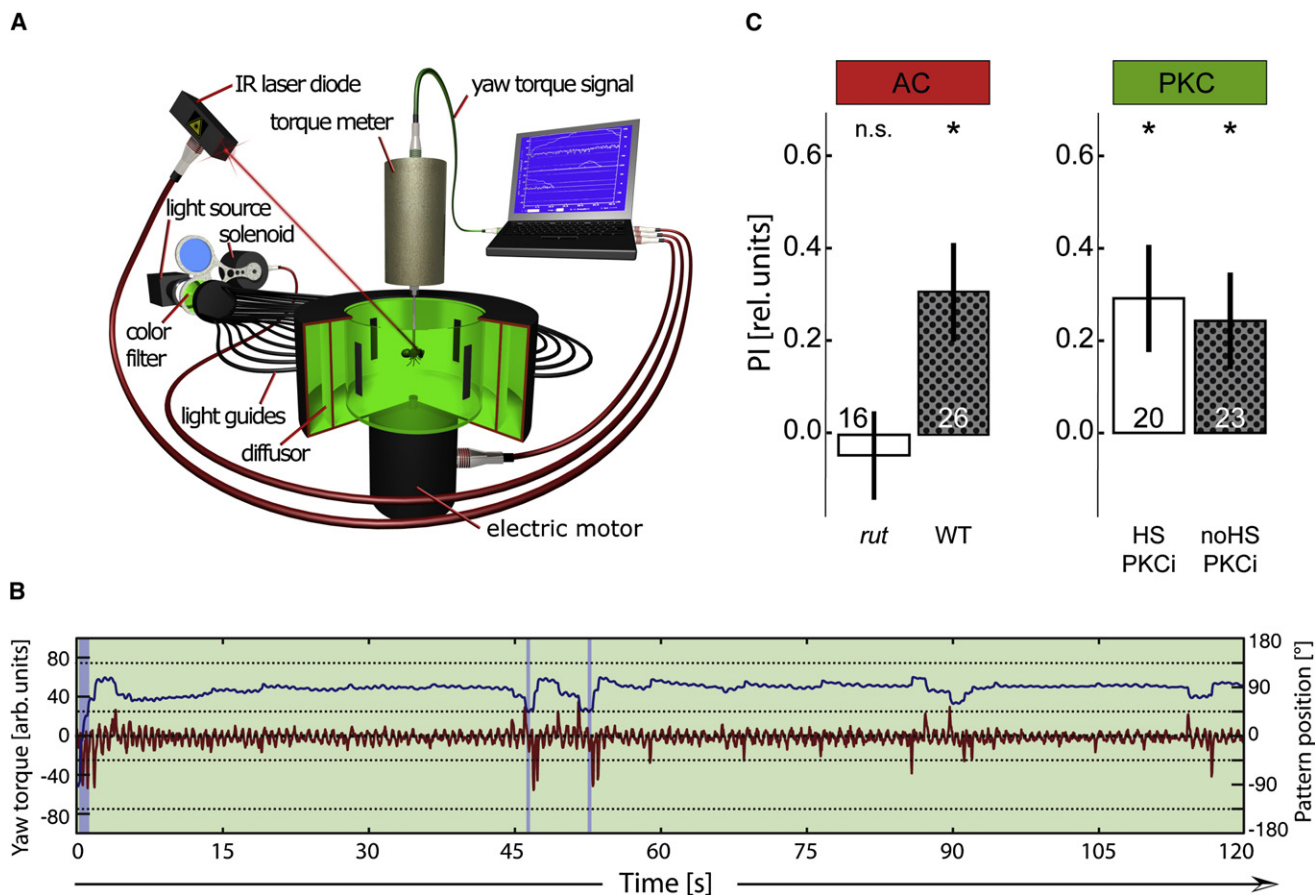 A
IR laser diode
torque meter
yaw torque signal
light source
solenoid
color
filter
light guides
diffusor
electric motor
C
AC
PKC
n.s.
*
*
*
PI [rel. units]
0.6
0.4
0.2
0.0
16
26
rut
WT
0.6
0.4
0.2
0.0
20
23
HS
PKCi
noHS
PKCi
B
Yaw torque [arb. units]
80
40
0
-40
-80
Pattern position [°]
180
90
0
-90
-180
0
15
30
45
60
75
90
105
120
Time [s]